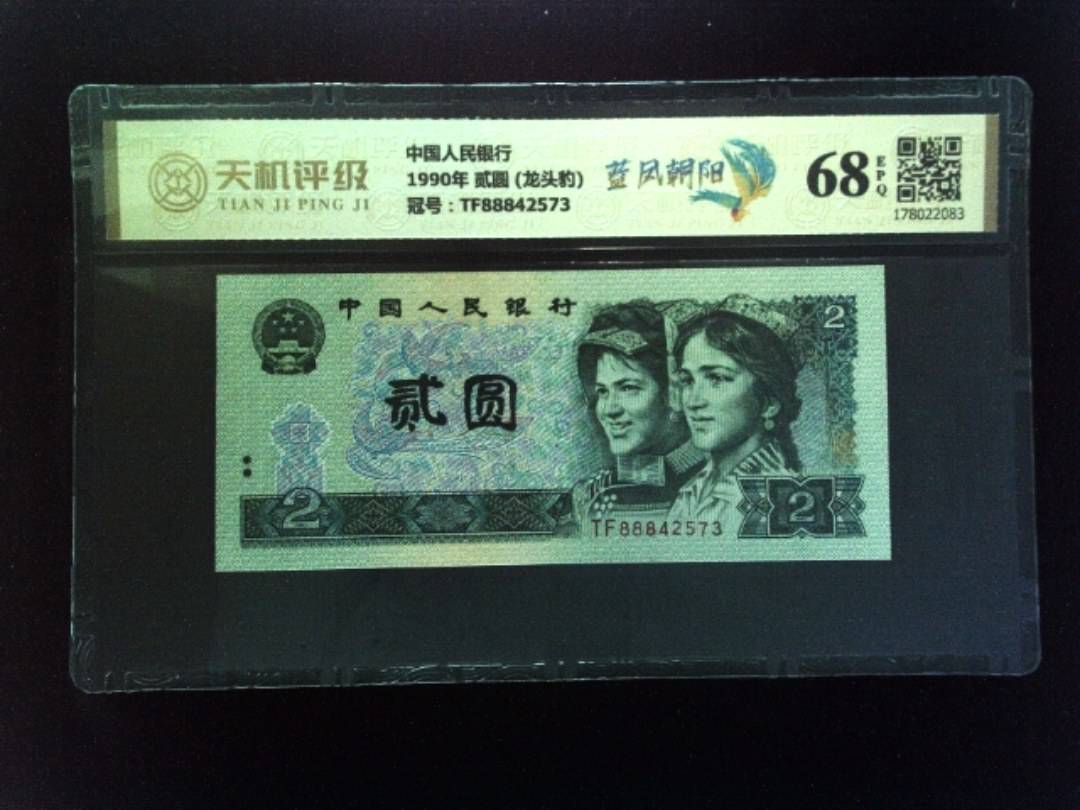 天机评级
TIAN JI PING JI
中国人民银行
1990年 贰圆 (龙头豹)
冠号：TF88842573
蓝凤朝阳
68
EPQ
178022083
中国人民银行
2
贰圆
2
TF88842573
2